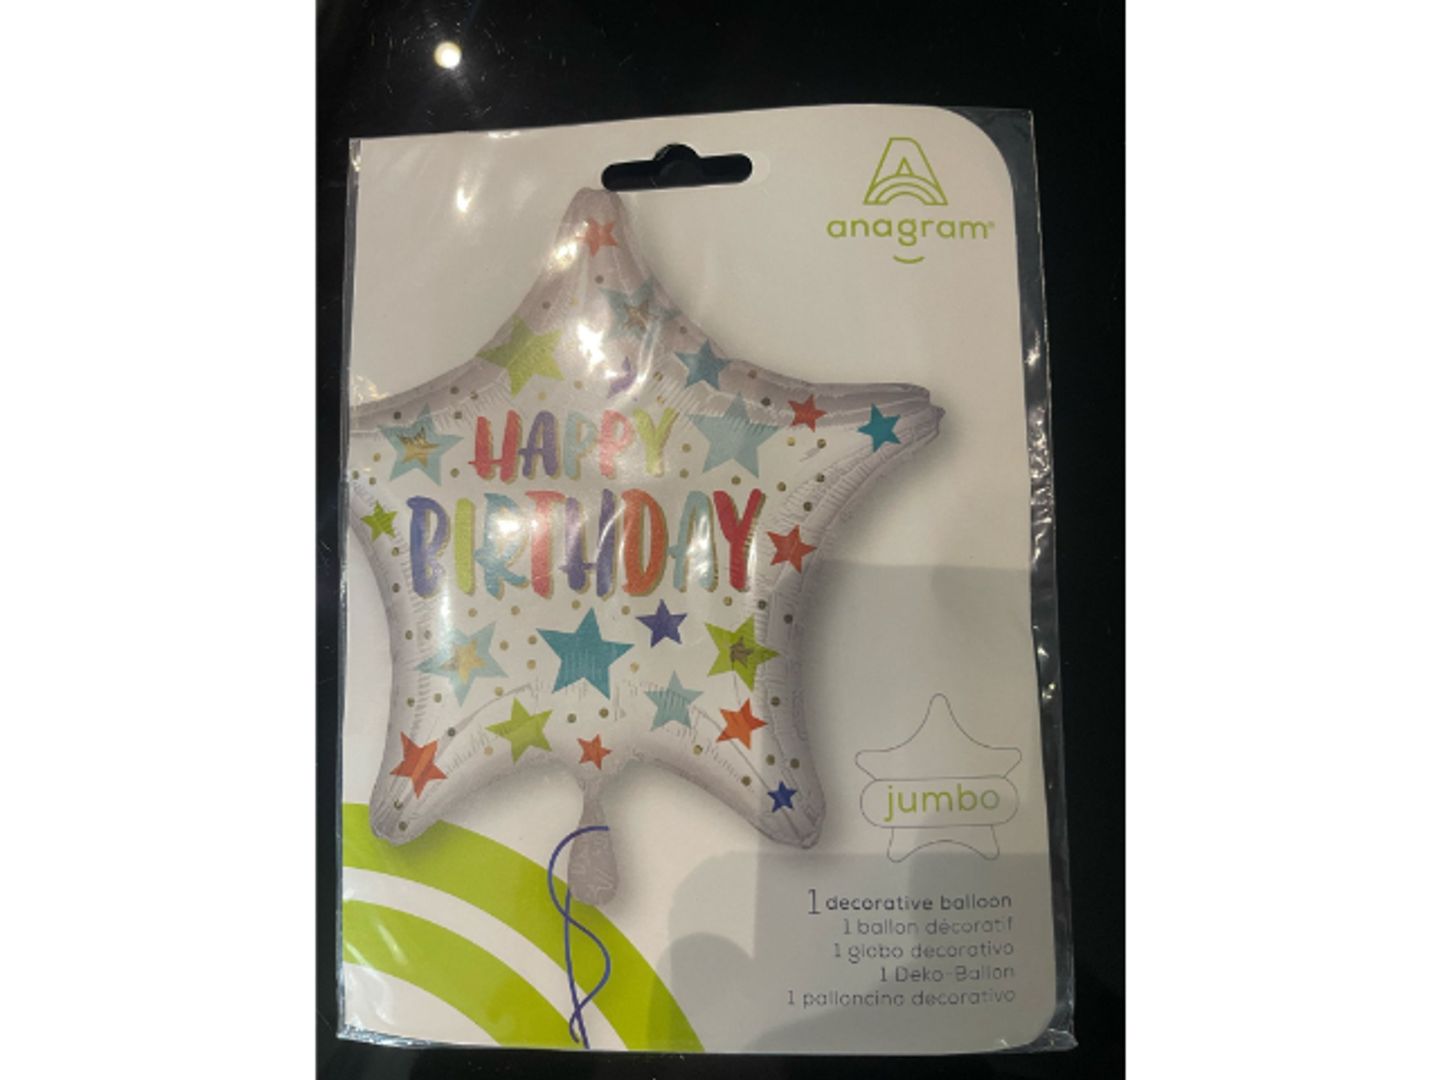 anagram®
HAPPY
BIRTHDAY
jumbo
1 decorative balloon
1 ballon décoratif
1 globo decorativo
1 Deko-Ballon
1 palloncino decorativo